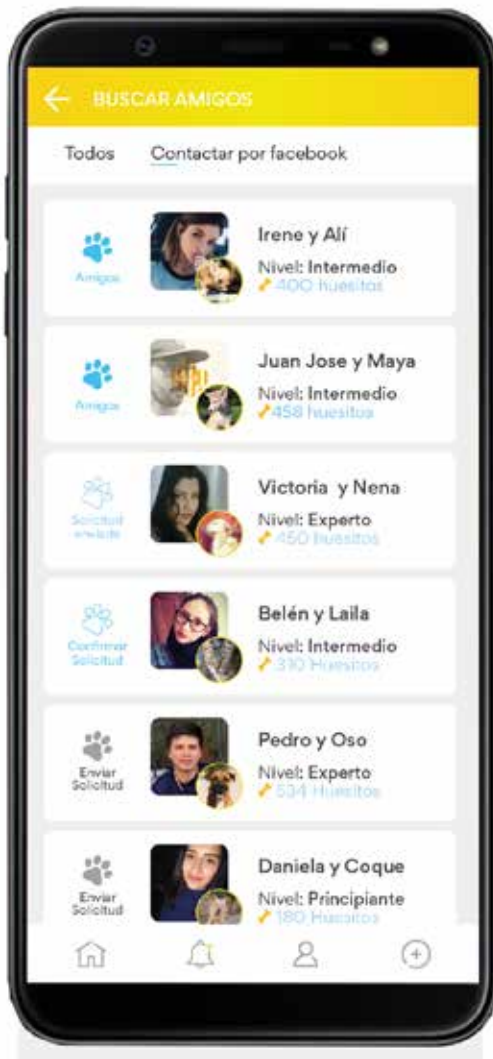 BUSCAR AMIGOS
Todos Contactar por facebook
Irene y Alí
Nivel: Intermedio
Amigos
400 huesitos
Juan Jose y Maya
Nivel: Intermedio
Amigos
458 huesitos
Victoria y Nena
Solicitud
enviada
Nivel: Experto
450 huesitos
Belén y Laila
Confirmar
Solicitud
Nivel: Intermedio
310 Huesitos
Pedro y Oso
Enviar
Solicitud
Nivel: Experto
534 Huesitos
Daniela y Coque
Enviar
Solicitud
Nivel: Principiante
180 Huesitos